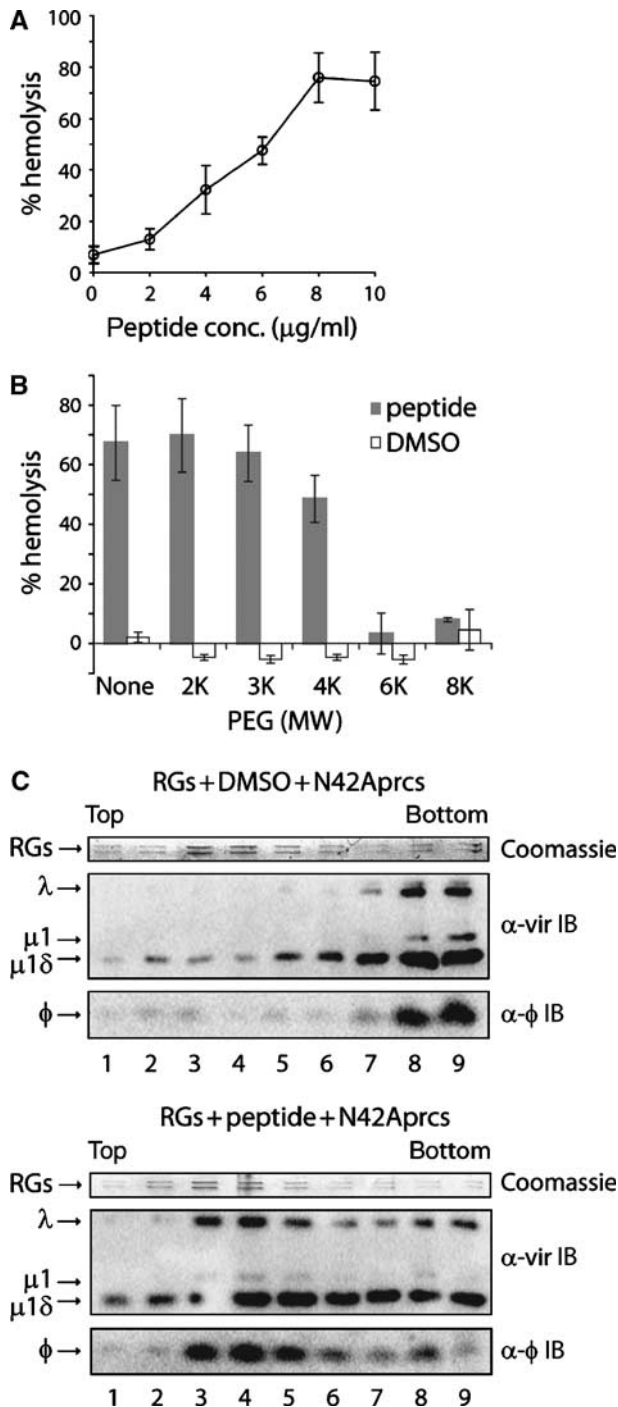 A
% hemolysis
100
80
60
40
20
0
0 2 4 6 8 10
Peptide conc. (μg/ml)
B
% hemolysis
80
60
40
20
0
peptide
DMSO
None 2K 3K 4K 6K 8K
PEG (MW)
C
RGs+DMSO+N42Aprcs
Top Bottom
RGs→ Coomassie
λ→
μ1→ α-vir IB
μ1δ→
ϕ→ α-ϕ IB
1 2 3 4 5 6 7 8 9
RGs+peptide+N42Aprcs
Top Bottom
RGs→ Coomassie
λ→
μ1→ α-vir IB
μ1δ→
ϕ→ α-ϕ IB
1 2 3 4 5 6 7 8 9